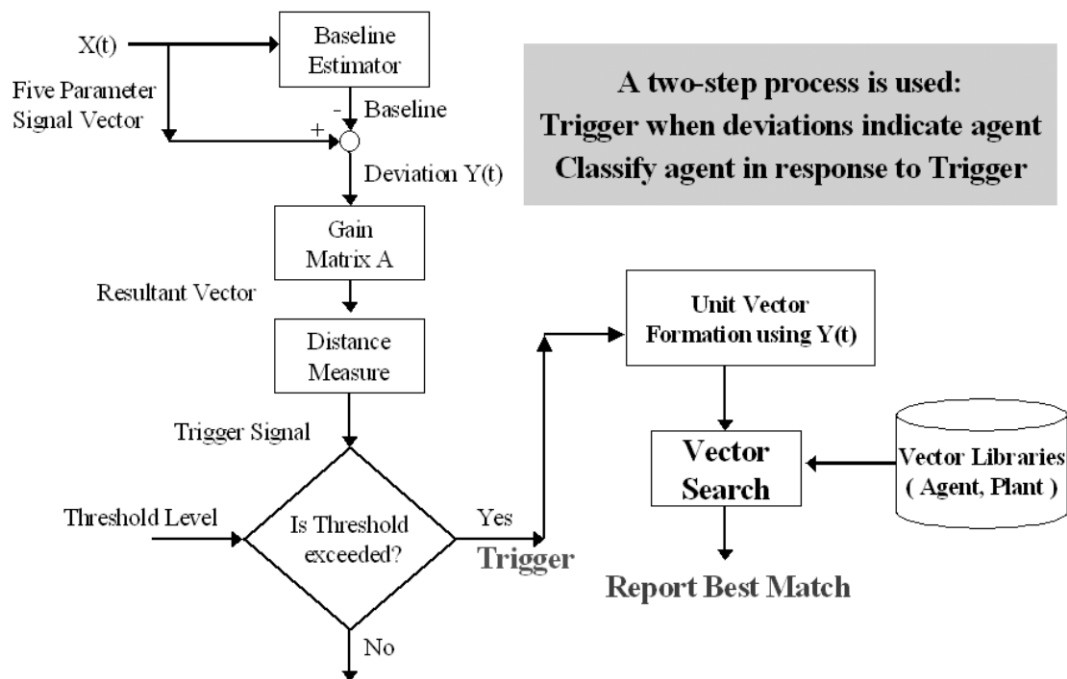 X(t)
Baseline
Estimator
Five Parameter
Signal Vector
-
Baseline
+
Deviation Y(t)
A two-step process is used:
Trigger when deviations indicate agent
Classify agent in response to Trigger
Gain
Matrix A
Resultant Vector
Distance
Measure
Trigger Signal
Threshold Level
Is Threshold
exceeded?
Yes
Trigger
No
Unit Vector
Formation using Y(t)
Vector
Search
Vector Libraries
( Agent, Plant )
Report Best Match